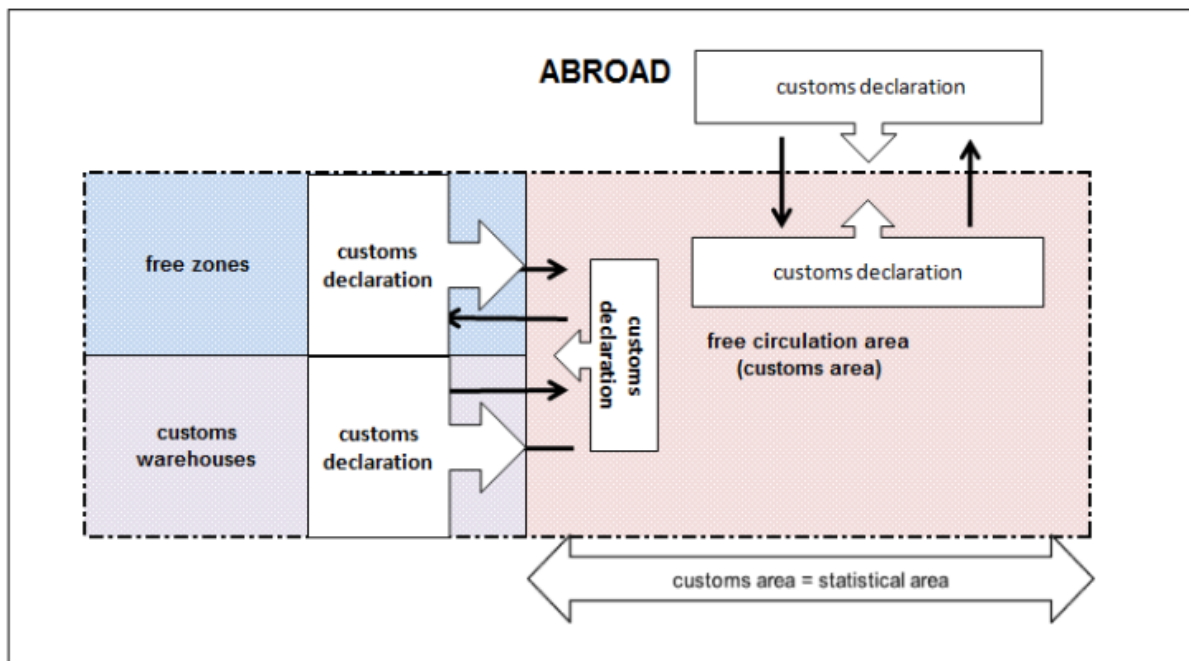 ABROAD
customs declaration
customs declaration
free zones
customs
declaration
customs
declaration
free circulation area
(customs area)
customs
warehouses
customs
declaration
customs area = statistical area